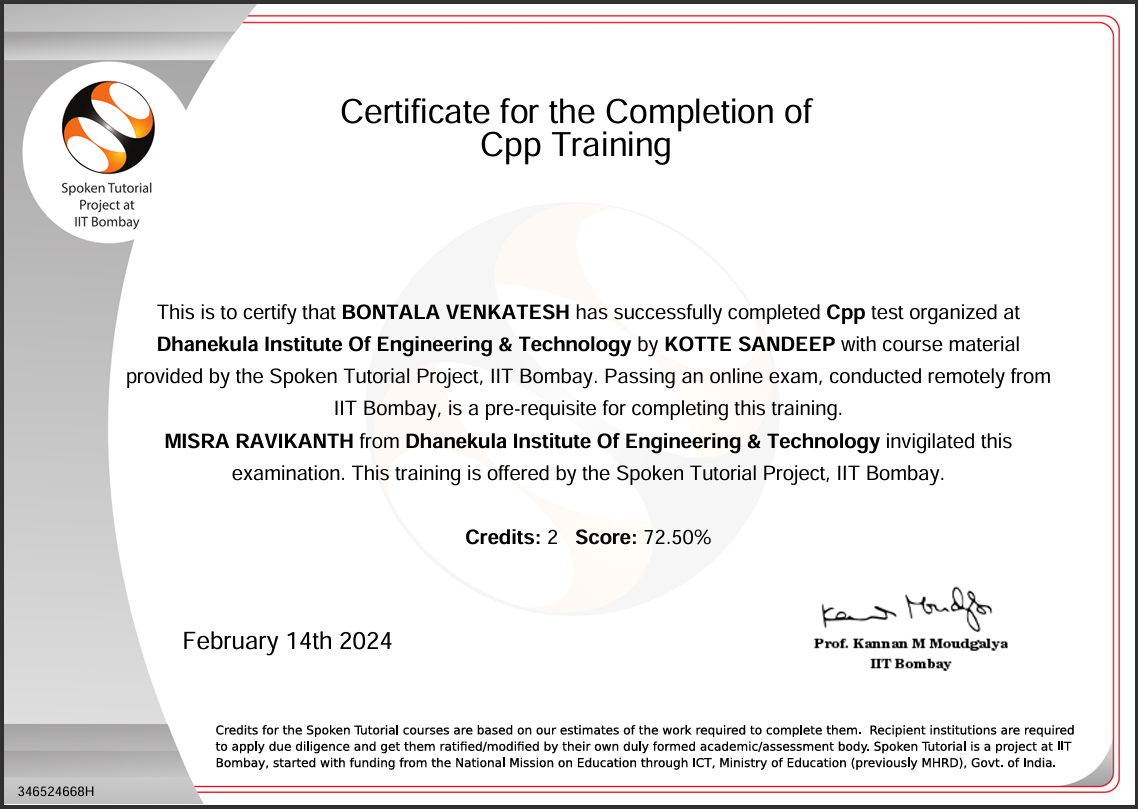 Certificate for the Completion of
Cpp Training
Spoken Tutorial
Project at
IIT Bombay
This is to certify that BONTALA VENKATESH has successfully completed Cpp test organized at
Dhanekula Institute Of Engineering & Technology by KOTTE SANDEEP with course material
provided by the Spoken Tutorial Project, IIT Bombay. Passing an online exam, conducted remotely from
IIT Bombay, is a pre-requisite for completing this training.
MISRA RAVIKANTH from Dhanekula Institute Of Engineering & Technology invigilated this
examination. This training is offered by the Spoken Tutorial Project, IIT Bombay.
Credits: 2 Score: 72.50%
February 14th 2024
Kannan Moudgalya
Prof. Kannan M Moudgalya
IIT Bombay
Credits for the Spoken Tutorial courses are based on our estimates of the work required to complete them. Recipient institutions are required
to apply due diligence and get them ratified/modified by their own duly formed academic/assessment body. Spoken Tutorial is a project at IIT
Bombay, started with funding from the National Mission on Education through ICT, Ministry of Education (previously MHRD), Govt. of India.
346524668H